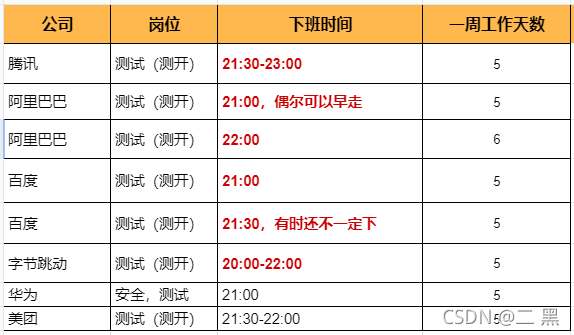 公司 岗位 下班时间 一周工作天数
腾讯 测试（测开） 21:30-23:00 5
阿里巴巴 测试（测开） 21:00，偶尔可以早走 5
阿里巴巴 测试（测开） 22:00 6
百度 测试（测开） 21:00 5
百度 测试（测开） 21:30，有时还不一定下 5
字节跳动 测试（测开） 20:00-22:00 5
华为 安全，测试 21:00 5
美团 测试（测开） 21:30-22:00 5
CSDN @二 黑